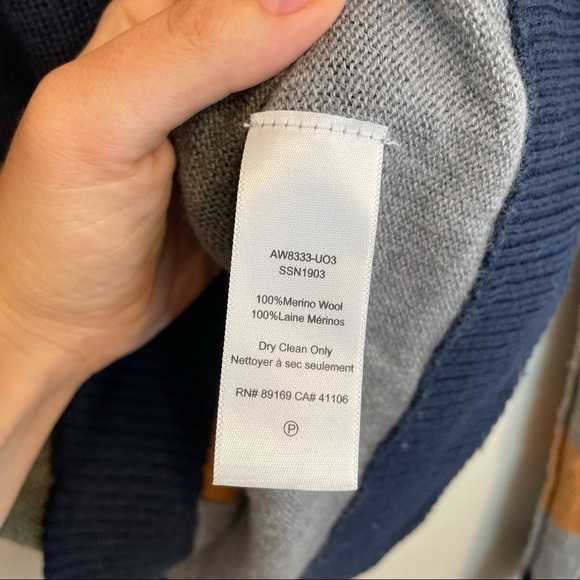 AW8333-UO3
SSN1903
100%Merino Wool
100%Laine Mérinos
Dry Clean Only
Nettoyer à sec seulement
RN# 89169 CA# 41106
P